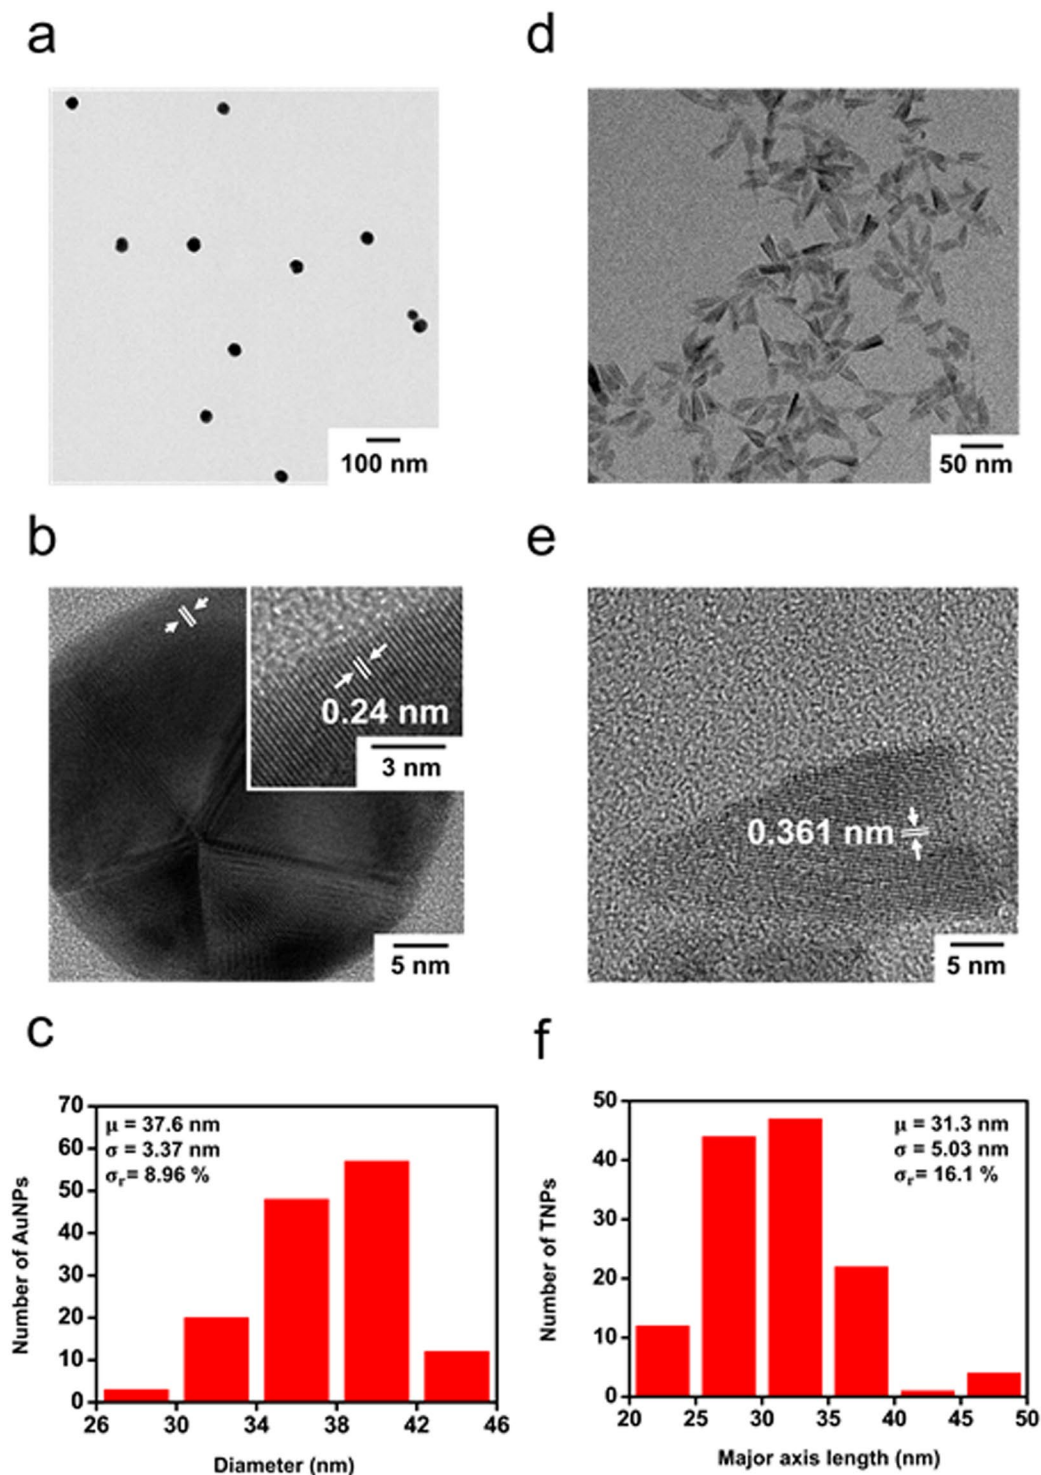 a
100 nm
b
0.24 nm
3 nm
5 nm
c
70
60
50
40
30
20
10
0
μ = 37.6 nm
σ = 3.37 nm
σr= 8.96 %
Number of AuNPs
26 30 34 38 42 46
Diameter (nm)
d
50 nm
e
0.361 nm
5 nm
f
50
40
30
20
10
0
μ = 31.3 nm
σ = 5.03 nm
σr= 16.1 %
Number of TNPs
20 25 30 35 40 45 50
Major axis length (nm)